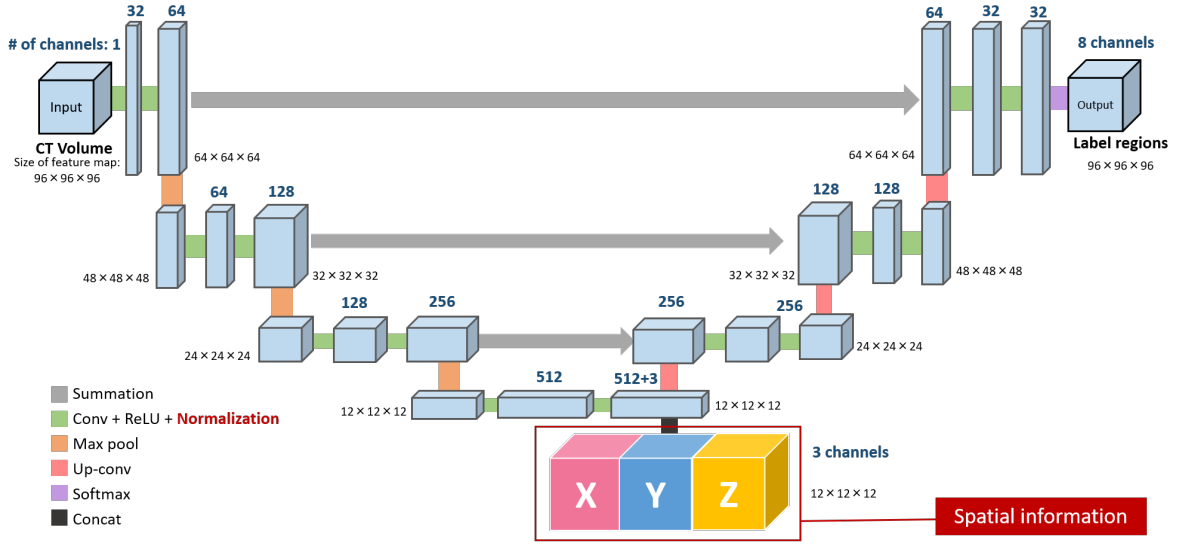 32
64
# of channels: 1
Input
CT Volume
Size of feature map:
96×96×96
64×64×64
64
32
32
8 channels
Output
Label regions
96×96×96
64×64×64
64
128
48×48×48
32×32×32
128
128
32×32×32
48×48×48
128
256
24×24×24
256
256
24×24×24
512
512+3
12×12×12
12×12×12
Summation
Conv + ReLU + Normalization
Max pool
Up-conv
Softmax
Concat
X
Y
Z
3 channels
12×12×12
Spatial information